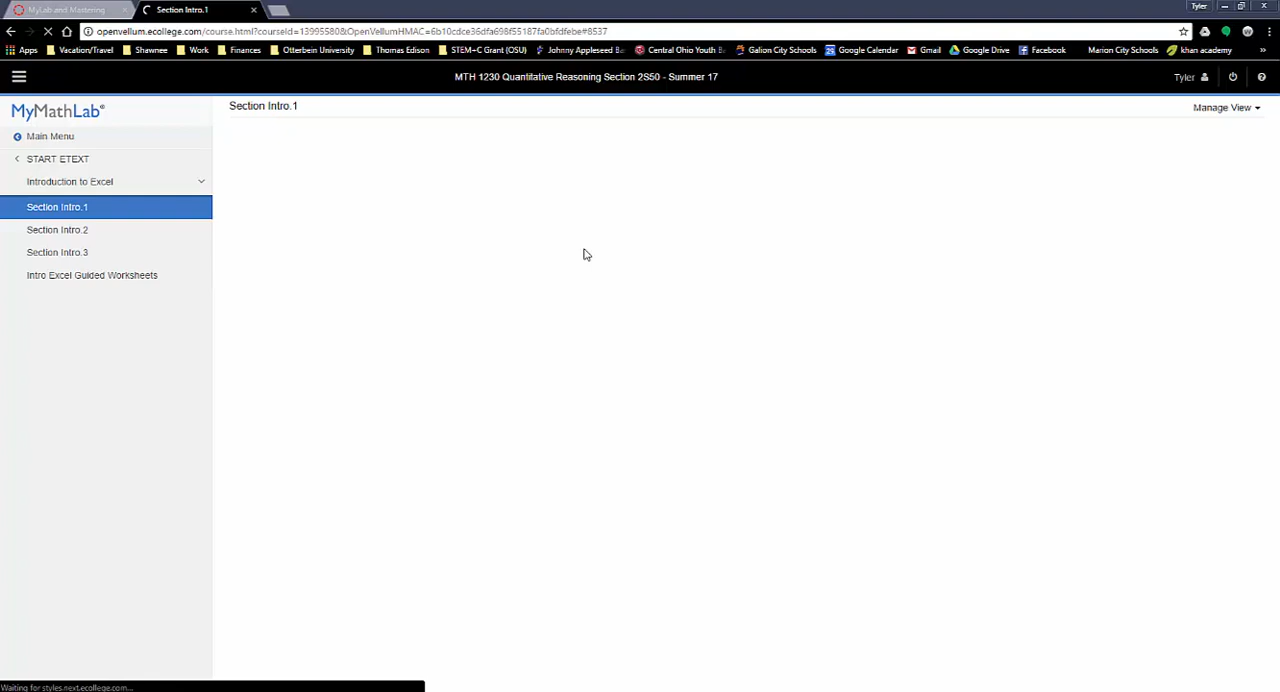 MyLab and Mastering
Section Intro.1
Tyler
openvellum.ecollege.com/course.html?courseId=13995580&OpenVellumHMAC=6b10cdce36dfa698f55187fa0bfdfebe#8537
Apps Vacation/Travel Shawnee Work Finances Otterbein University Thomas Edison STEM+C Grant (OSU) Johnny Appleseed Ba Central Ohio Youth B Galion City Schools Google Calendar Gmail Google Drive Facebook Marion City Schools khan academy »
MTH 1230 Quantitative Reasoning Section 2S50 - Summer 17
Tyler
MyMathLab®
Section Intro.1
Manage View
Main Menu
START ETEXT
Introduction to Excel
Section Intro.1
Section Intro.2
Section Intro.3
Intro Excel Guided Worksheets
Waiting for styles.next.ecollege.com...